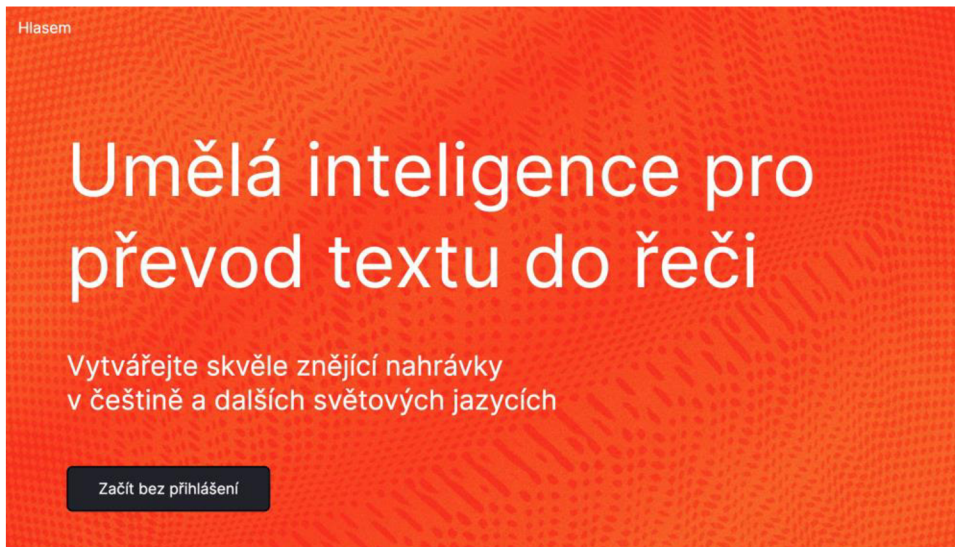 Hlasem
Umělá inteligence pro
převod textu do řeči
Vytvářejte skvěle znějící nahrávky
v češtině a dalších světových jazycích
Začít bez přihlášení